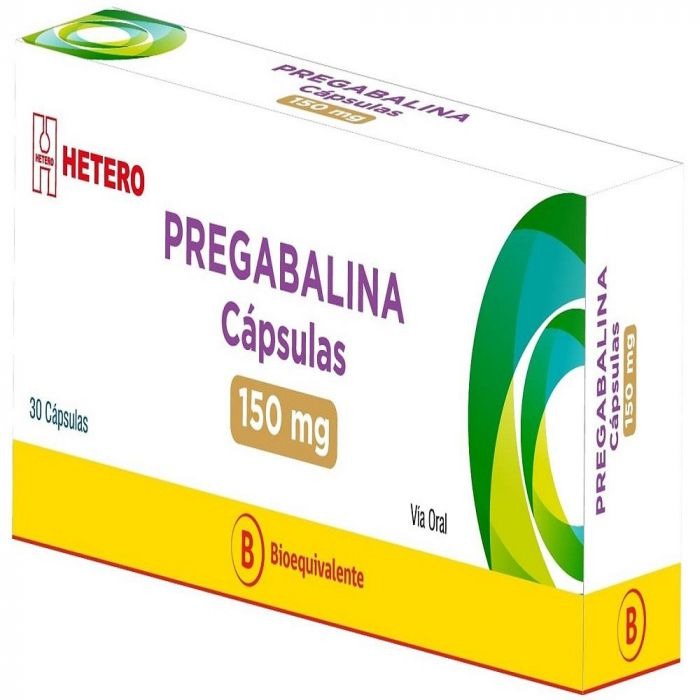 PREGABALINA
Cápsulas
150 mg
HETERO
HETERO
PREGABALINA
Cápsulas
150 mg
30 Cápsulas
Vía Oral
B Bioequivalente
PREGABALINA
Cápsulas
150 mg
B